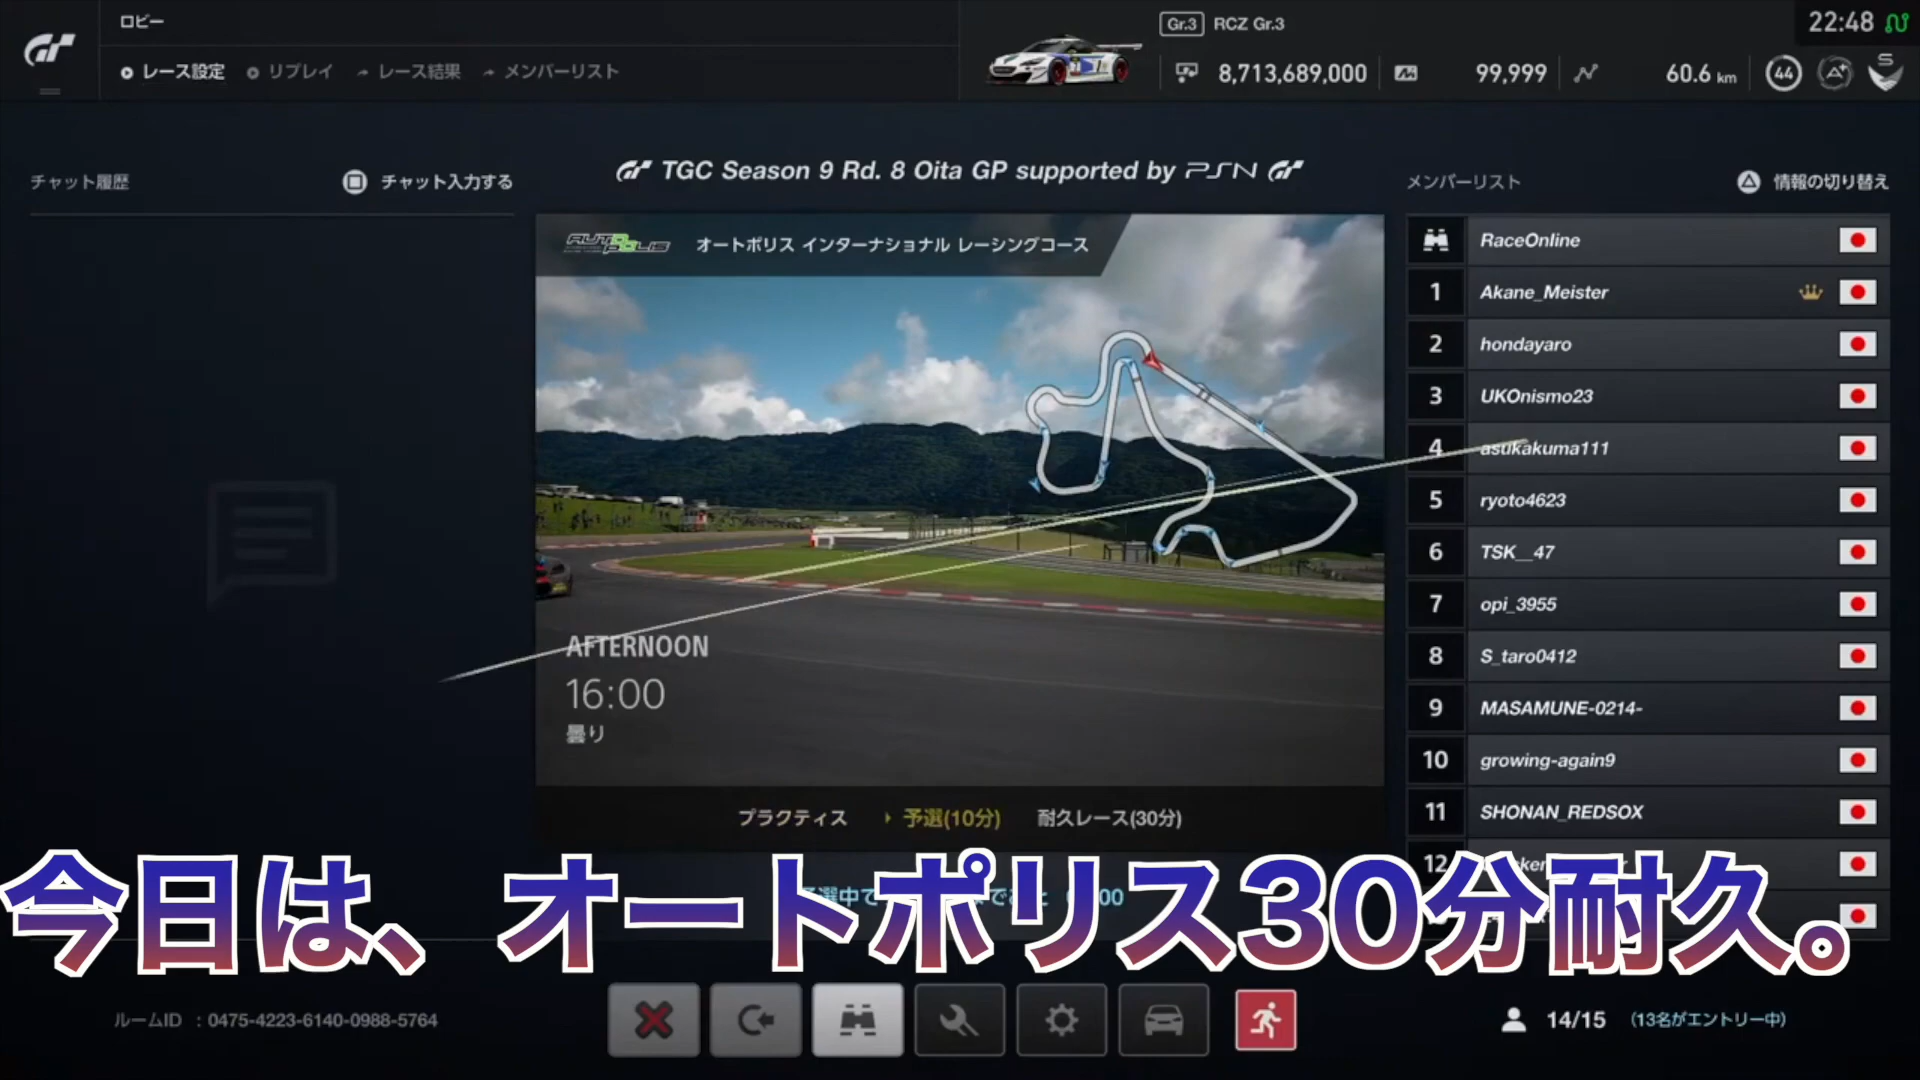 ロビー
レース設定 リプレイ レース結果 メンバーリスト
Gr.3 RCZ Gr.3
8,713,689,000 99,999 60.6 km 44 A+ S
22:48
チャット履歴 チャット入力する
TGC Season 9 Rd. 8 Oita GP supported by PSN
AUTOPOLIS オートポリス インターナショナル レーシングコース
AFTERNOON
16:00
曇り
プラクティス 予選(10分) 耐久レース(30分)
メンバーリスト 情報の切り替え
RaceOnline
1 Akane_Meister
2 hondayaro
3 UKOnismo23
4 asukakuma111
5 ryoto4623
6 TSK__47
7 opi_3955
8 S_taro0412
9 MASAMUNE-0214-
10 growing-again9
11 SHONAN_REDSOX
12
今日は、オートポリス30分耐久。
ルームID ：0475-4223-6140-0988-5764
14/15 (13名がエントリー中)